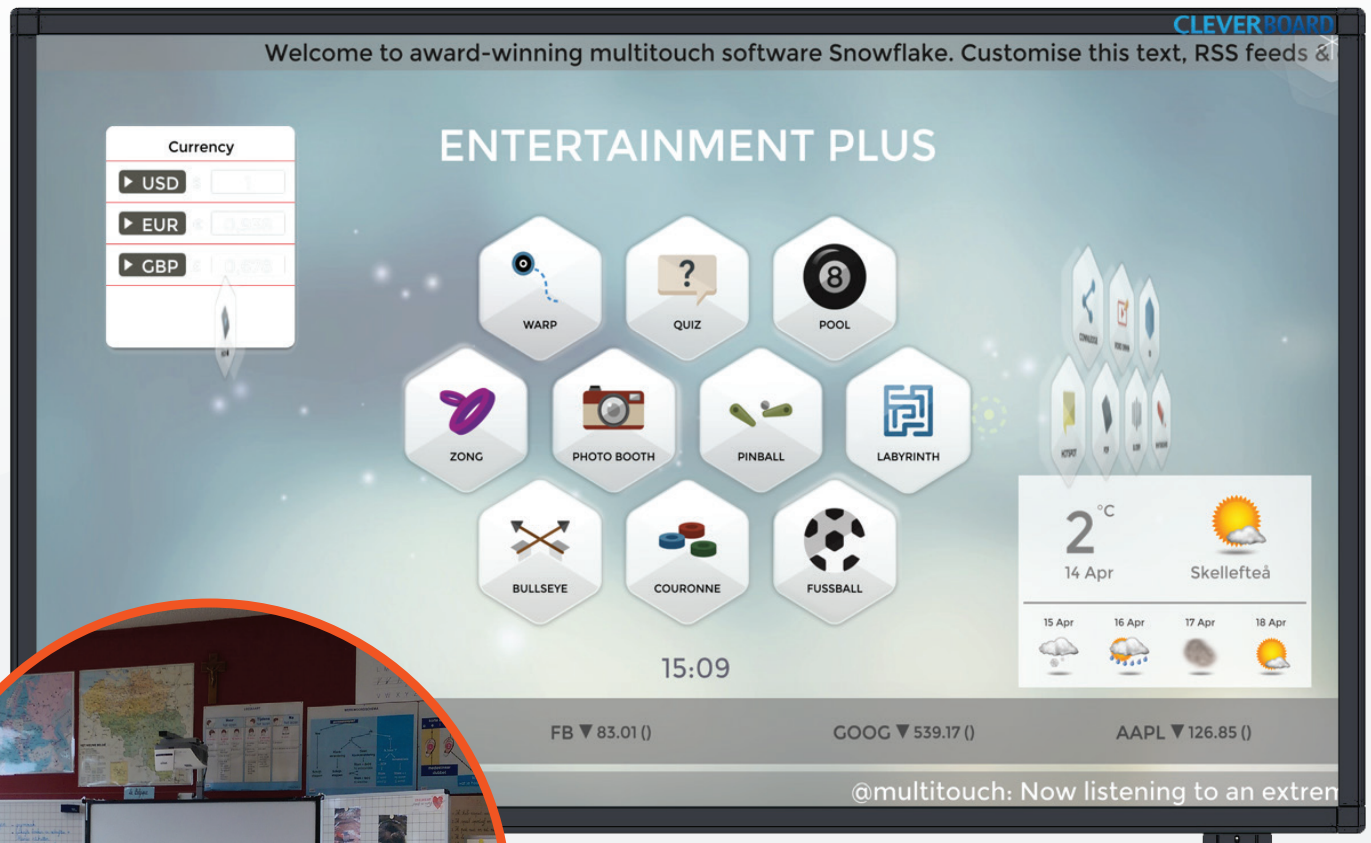 CLEVERBOARD
Welcome to award-winning multitouch software Snowflake. Customise this text, RSS feeds &
Currency
USD
EUR
GBP
ENTERTAINMENT PLUS
WARP
QUIZ
POOL
ZONG
PHOTO BOOTH
PINBALL
LABYRINTH
BULLSEYE
COURONNE
FUSSBALL
HOTSPOT
2 °C
14 Apr
Skellefteå
15 Apr 16 Apr 17 Apr 18 Apr
15:09
FB ▼ 83.01 () GOOG ▼ 539.17 () AAPL ▼ 126.85 ()
@multitouch: Now listening to an extrem